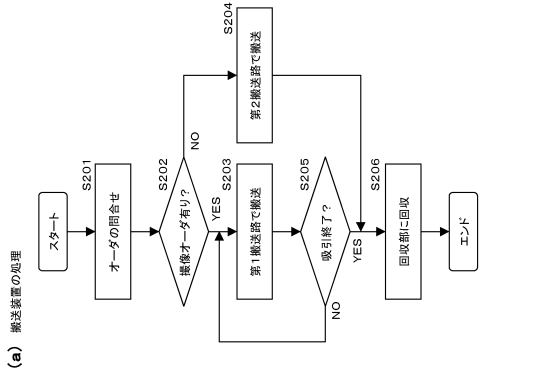 (a) 搬送装置の処理
スタート
S201
オーダの問合せ
S202
撮像オーダ有り?
NO
YES
S203
第1搬送路で搬送
S204
第2搬送路で搬送
S205
吸引終了?
NO
YES
S206
回収部に回収
エンド